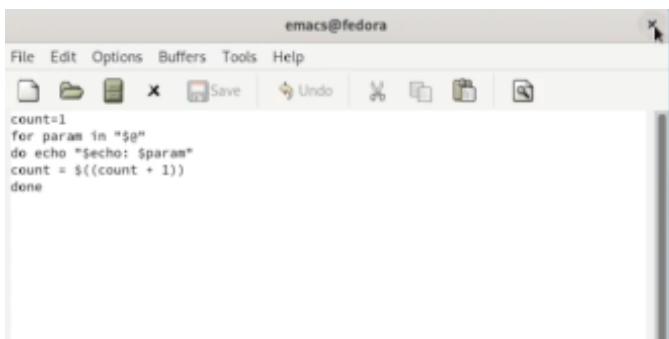 emacs@fedora
File Edit Options Buffers Tools Help
Save Undo
count=1
for param in "$@"
do echo "$echo: $param"
count = $((count + 1))
done